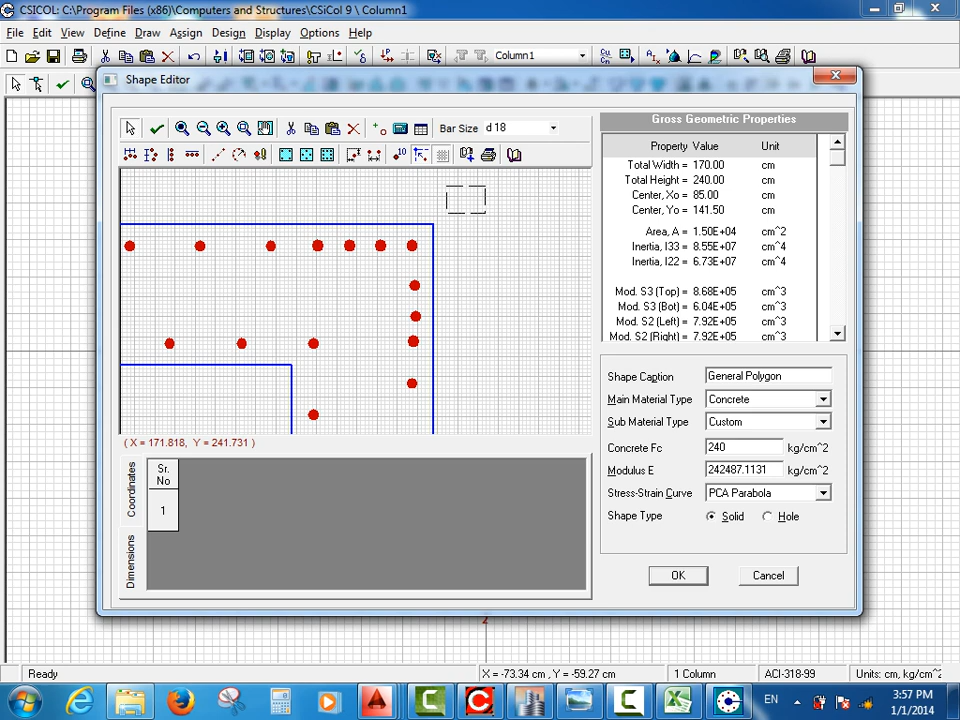 CSICOL: C:\Program Files (x86)\Computers and Structures\CSiCol 9 \ Column1
File Edit View Define Draw Assign Design Display Options Help
Column1
Shape Editor
Bar Size d 18
Gross Geometric Properties
Property Value Unit
Total Width = 170.00 cm
Total Height = 240.00 cm
Center, Xo = 85.00 cm
Center, Yo = 141.50 cm
Area, A = 1.50E+04 cm^2
Inertia, I33 = 8.55E+07 cm^4
Inertia, I22 = 6.73E+07 cm^4
Mod. S3 (Top) = 8.68E+05 cm^3
Mod. S3 (Bot) = 6.04E+05 cm^3
Mod. S2 (Left) = 7.92E+05 cm^3
Mod. S2 (Right) = 7.92E+05 cm^3
Shape Caption General Polygon
Main Material Type Concrete
Sub Material Type Custom
Concrete Fc 240 kg/cm^2
Modulus E 242487.1131 kg/cm^2
Stress-Strain Curve PCA Parabola
Shape Type Solid Hole
OK Cancel
( X = 171.818, Y = 241.731 )
Coordinates
Dimensions
Sr.
No
1
2
Ready X = -73.34 cm , Y = -59.27 cm 1 Column ACI-318-99 Units: cm, kg/cm^2
EN
3:57 PM
1/1/2014